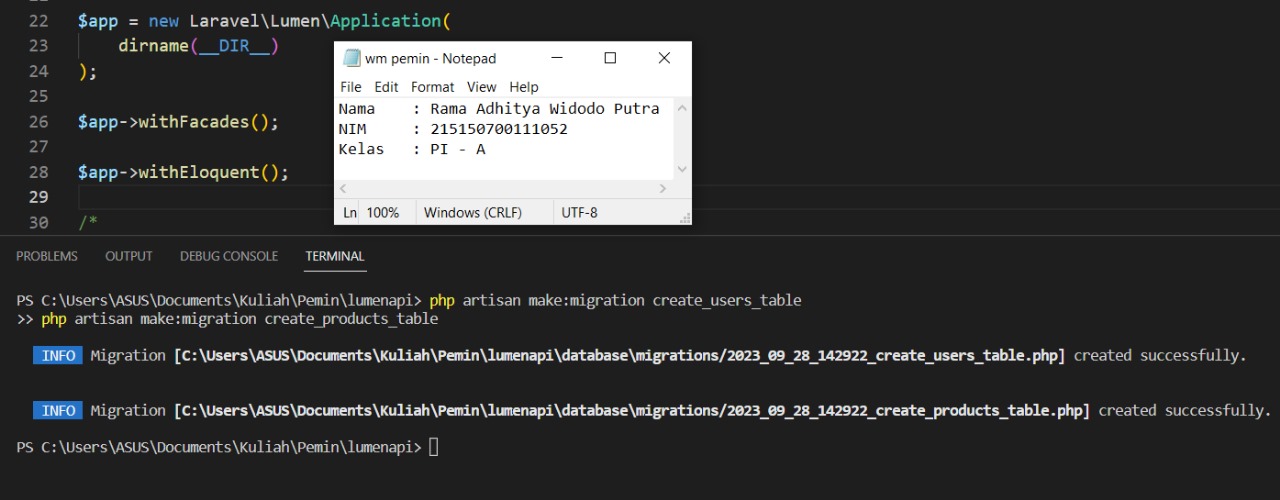 22 $app = new Laravel\Lumen\Application(
23 dirname(__DIR__)
24 );
25
26 $app->withFacades();
27
28 $app->withEloquent();
29
30 /*
wm pemin - Notepad
File Edit Format View Help
Nama : Rama Adhitya Widodo Putra
NIM : 215150700111052
Kelas : PI - A
Ln 100% Windows (CRLF) UTF-8
PROBLEMS OUTPUT DEBUG CONSOLE TERMINAL
PS C:\Users\ASUS\Documents\Kuliah\Pemin\lumenapi> php artisan make:migration create_users_table
>> php artisan make:migration create_products_table
INFO Migration [C:\Users\ASUS\Documents\Kuliah\Pemin\lumenapi\database\migrations/2023_09_28_142922_create_users_table.php] created successfully.
INFO Migration [C:\Users\ASUS\Documents\Kuliah\Pemin\lumenapi\database\migrations/2023_09_28_142922_create_products_table.php] created successfully.
PS C:\Users\ASUS\Documents\Kuliah\Pemin\lumenapi>